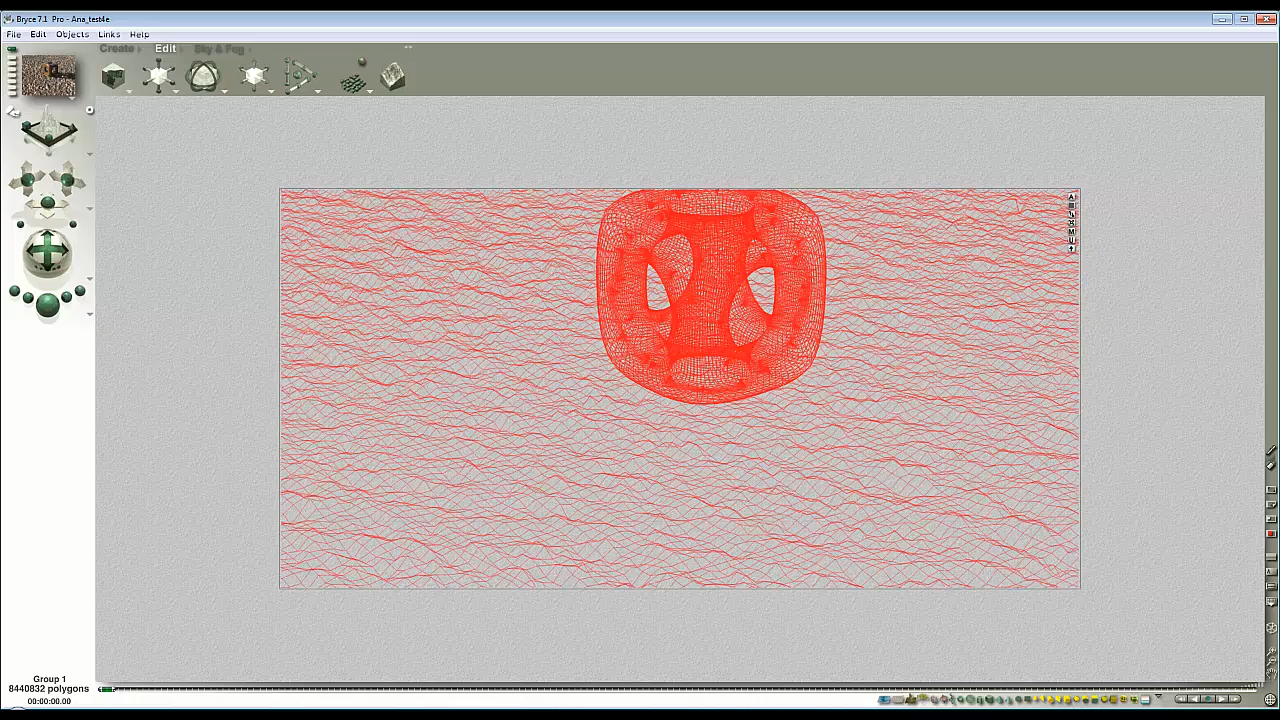 Bryce 7.1 Pro - Ana_test4e
File Edit Objects Links Help
Create Edit Sky & Fog
A
M
U
Group 1
8440832 polygons
00:00:00.00